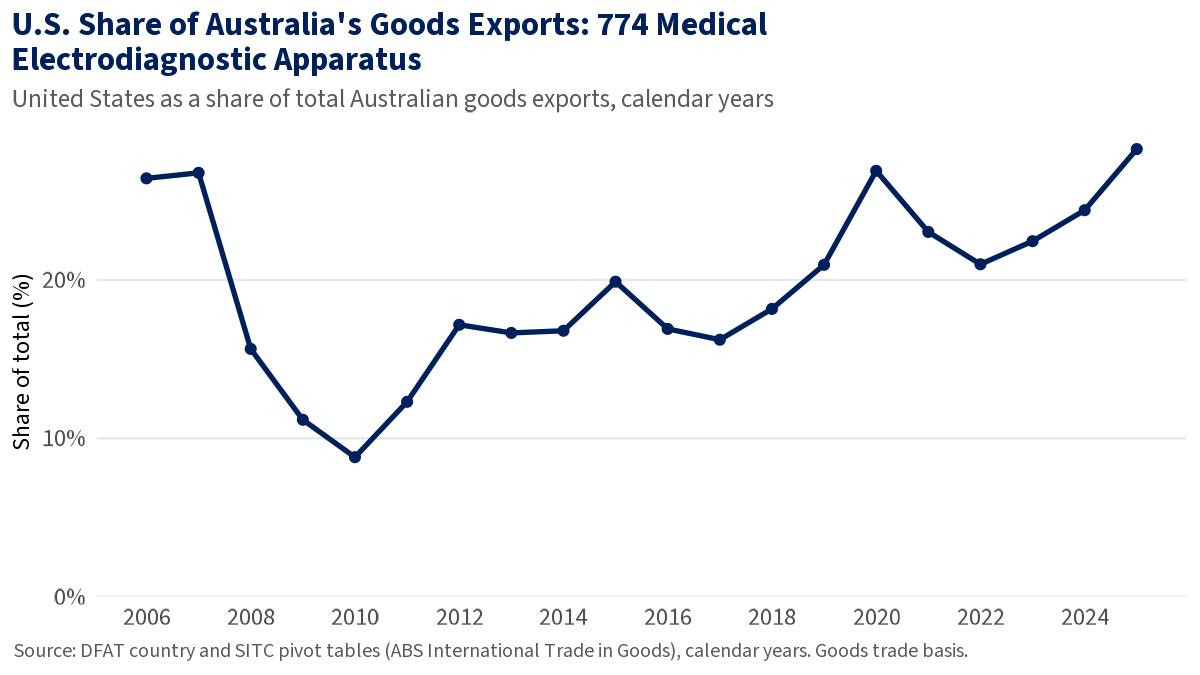 U.S. Share of Australia's Goods Exports: 774 Medical
Electrodiagnostic Apparatus
United States as a share of total Australian goods exports, calendar years
Share of total (%)
20%
10%
0%
2006 2008 2010 2012 2014 2016 2018 2020 2022 2024
Source: DFAT country and SITC pivot tables (ABS International Trade in Goods), calendar years. Goods trade basis.